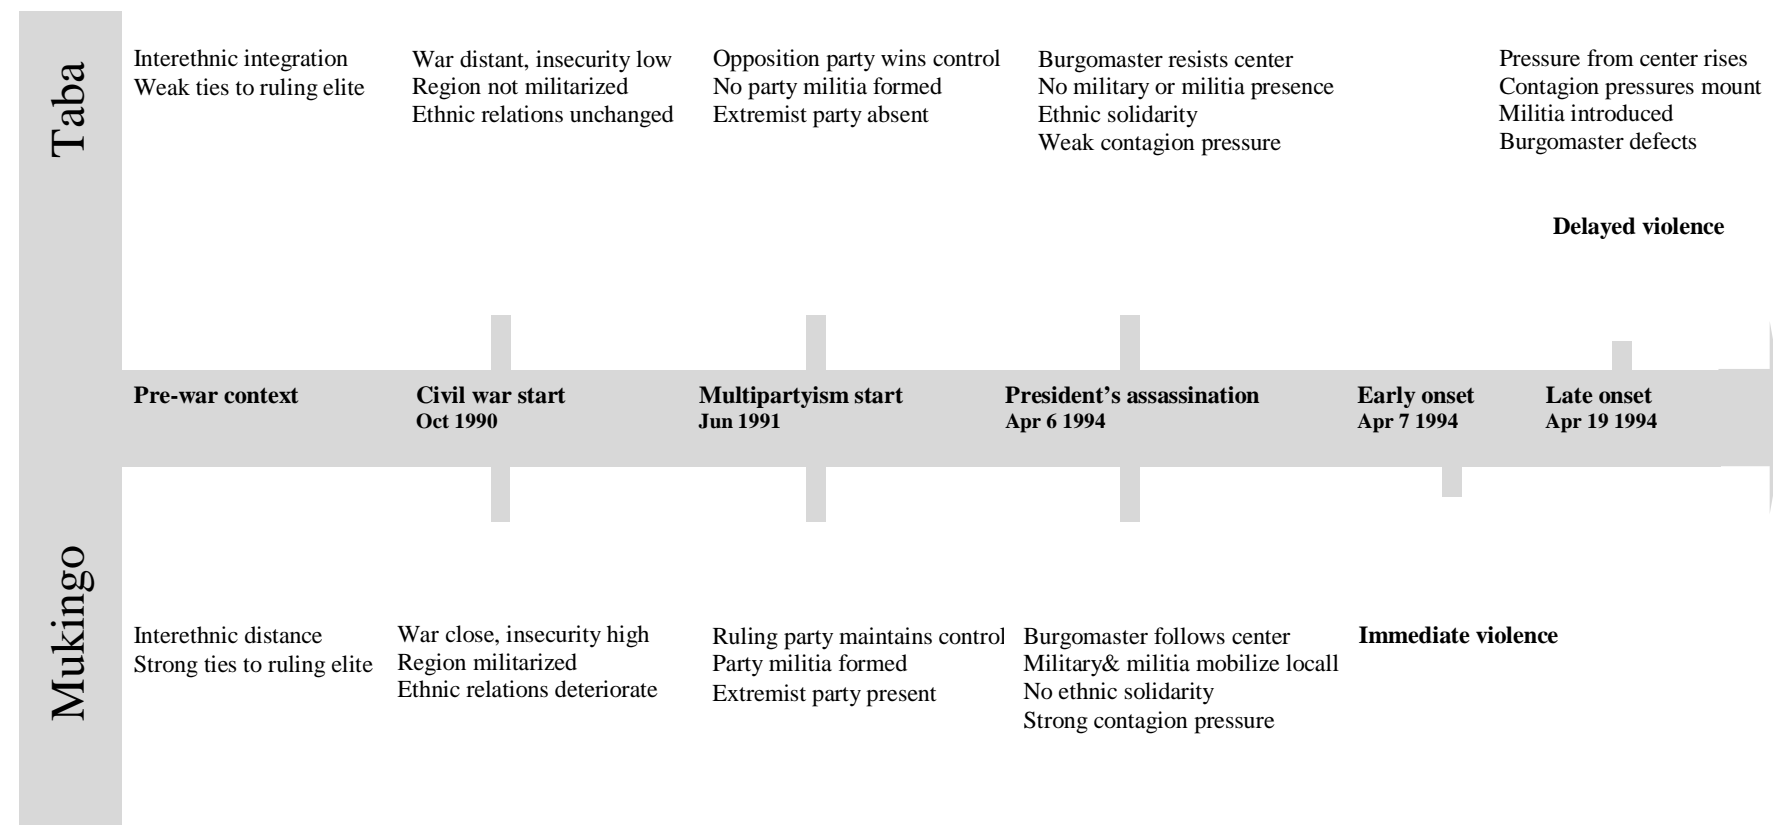 Taba
Interethnic integration
Weak ties to ruling elite
War distant, insecurity low
Region not militarized
Ethnic relations unchanged
Opposition party wins control
No party militia formed
Extremist party absent
Burgomaster resists center
No military or militia presence
Ethnic solidarity
Weak contagion pressure
Pressure from center rises
Contagion pressures mount
Militia introduced
Burgomaster defects
Delayed violence
Pre-war context
Civil war start
Oct 1990
Multipartyism start
Jun 1991
President's assassination
Apr 6 1994
Early onset
Apr 7 1994
Late onset
Apr 19 1994
Mukingo
Interethnic distance
Strong ties to ruling elite
War close, insecurity high
Region militarized
Ethnic relations deteriorate
Ruling party maintains control
Party militia formed
Extremist party present
Burgomaster follows center
Military& militia mobilize locall
No ethnic solidarity
Strong contagion pressure
Immediate violence